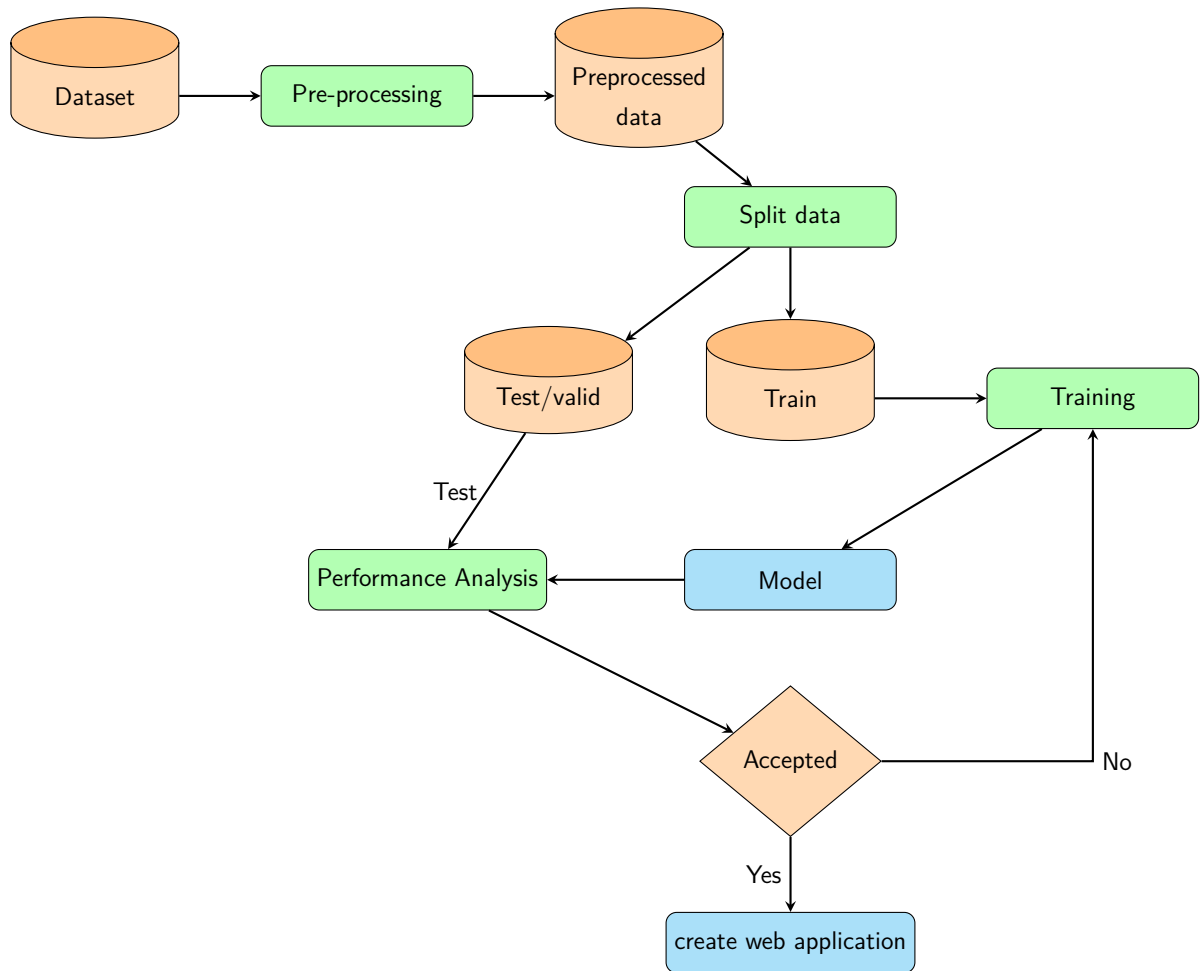 Dataset
Pre-processing
Preprocessed
data
Split data
Test/valid
Train
Training
Test
Performance Analysis
Model
Accepted
No
Yes
create web application